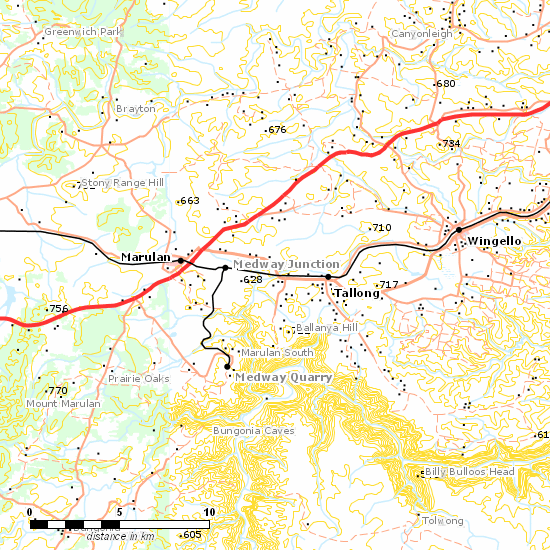 Greenwich Park
Canyonleigh
680
Brayton
676
734
Stony Range Hill
663
710
Wingello
Marulan
Medway Junction
628
717
Tallong
756
Ballanya Hill
Marulan South
Medway Quarry
Prairie Oaks
770
Mount Marulan
Bungonia Caves
61
Billy Bulloos Head
0
5
10
Tolwong
Bungonia
distance in km
605